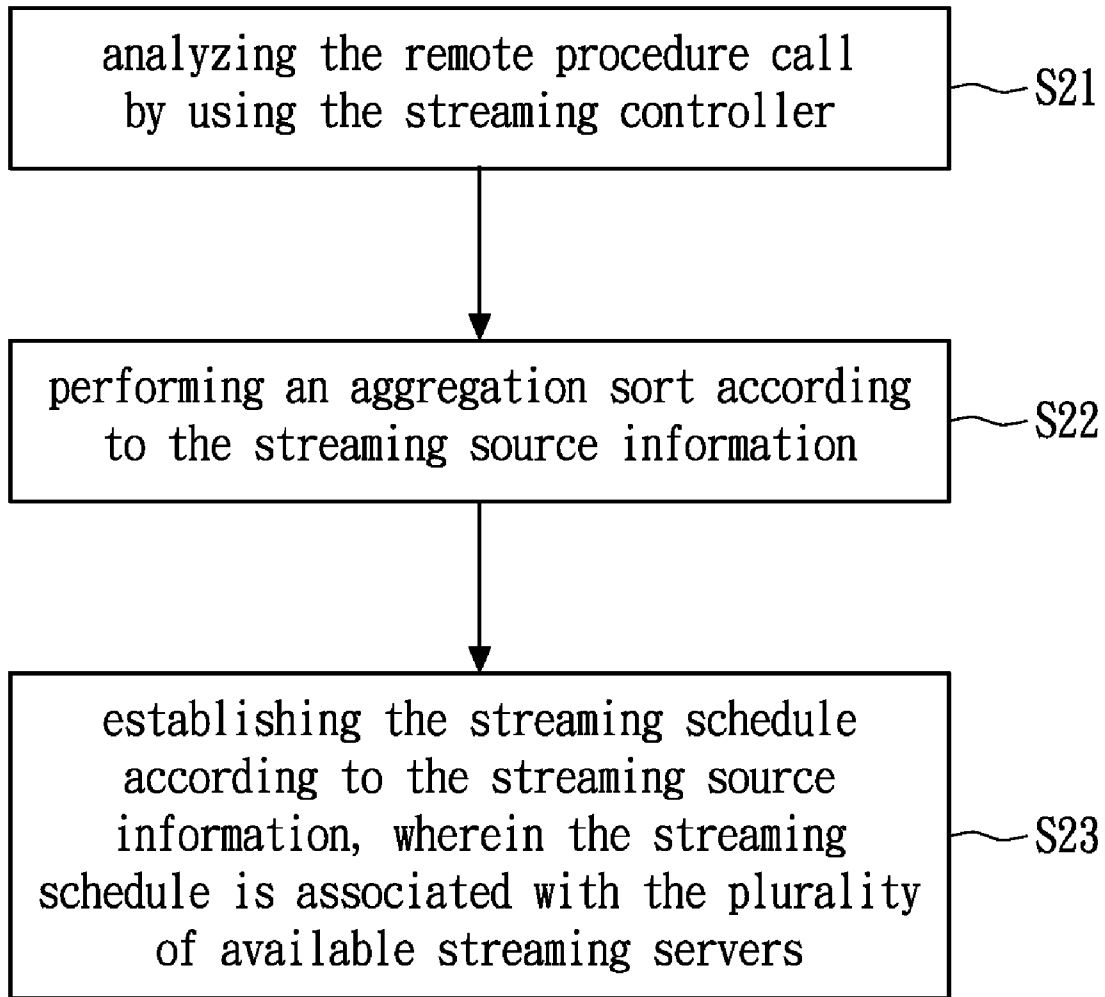 analyzing the remote procedure call
by using the streaming controller
S21
performing an aggregation sort according
to the streaming source information
S22
establishing the streaming schedule
according to the streaming source
information, wherein the streaming
schedule is associated with the plurality
of available streaming servers
S23